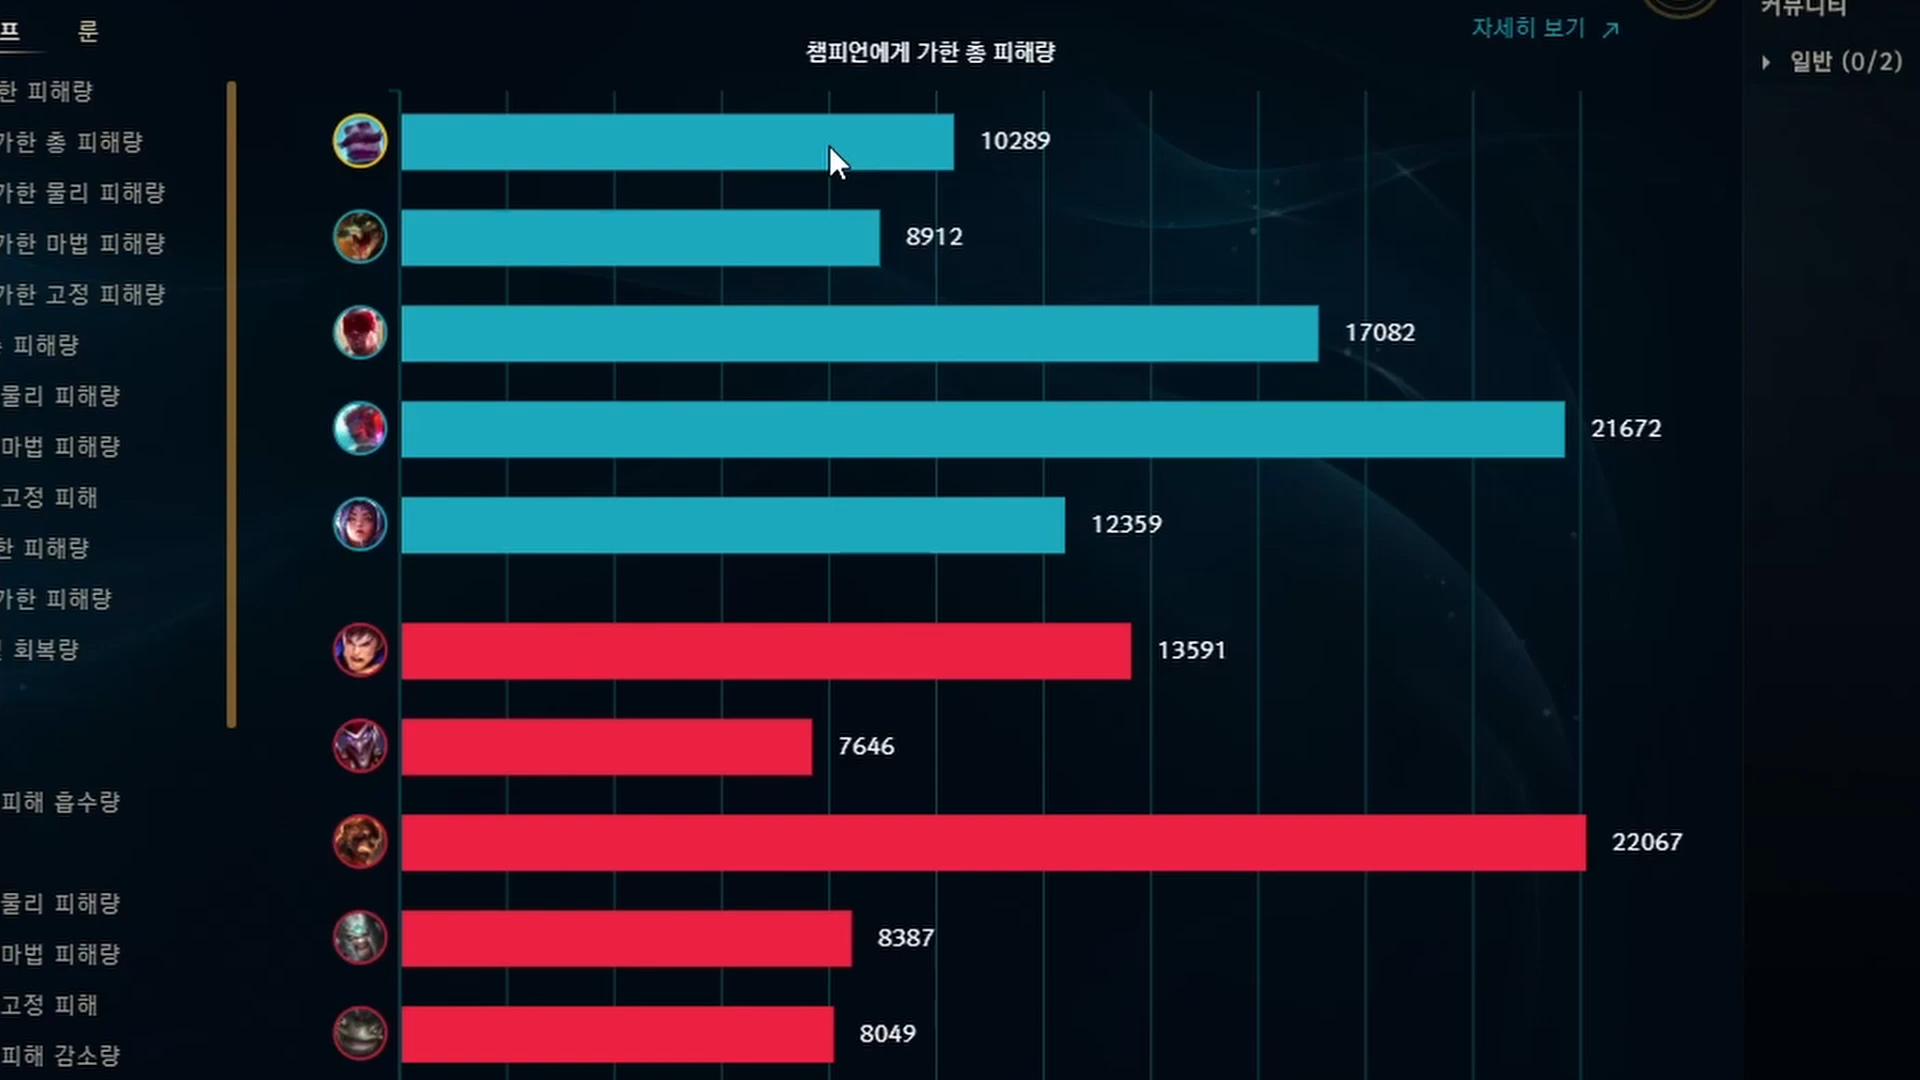 프
룬
챔피언에게 가한 총 피해량
자세히 보기
커뮤니티
일반 (0/2)
한 피해량
가한 총 피해량
가한 물리 피해량
가한 마법 피해량
가한 고정 피해량
피해량
물리 피해량
마법 피해량
고정 피해
한 피해량
가한 피해량
회복량
피해 흡수량
물리 피해량
마법 피해량
고정 피해
피해 감소량
10289
8912
17082
21672
12359
13591
7646
22067
8387
8049